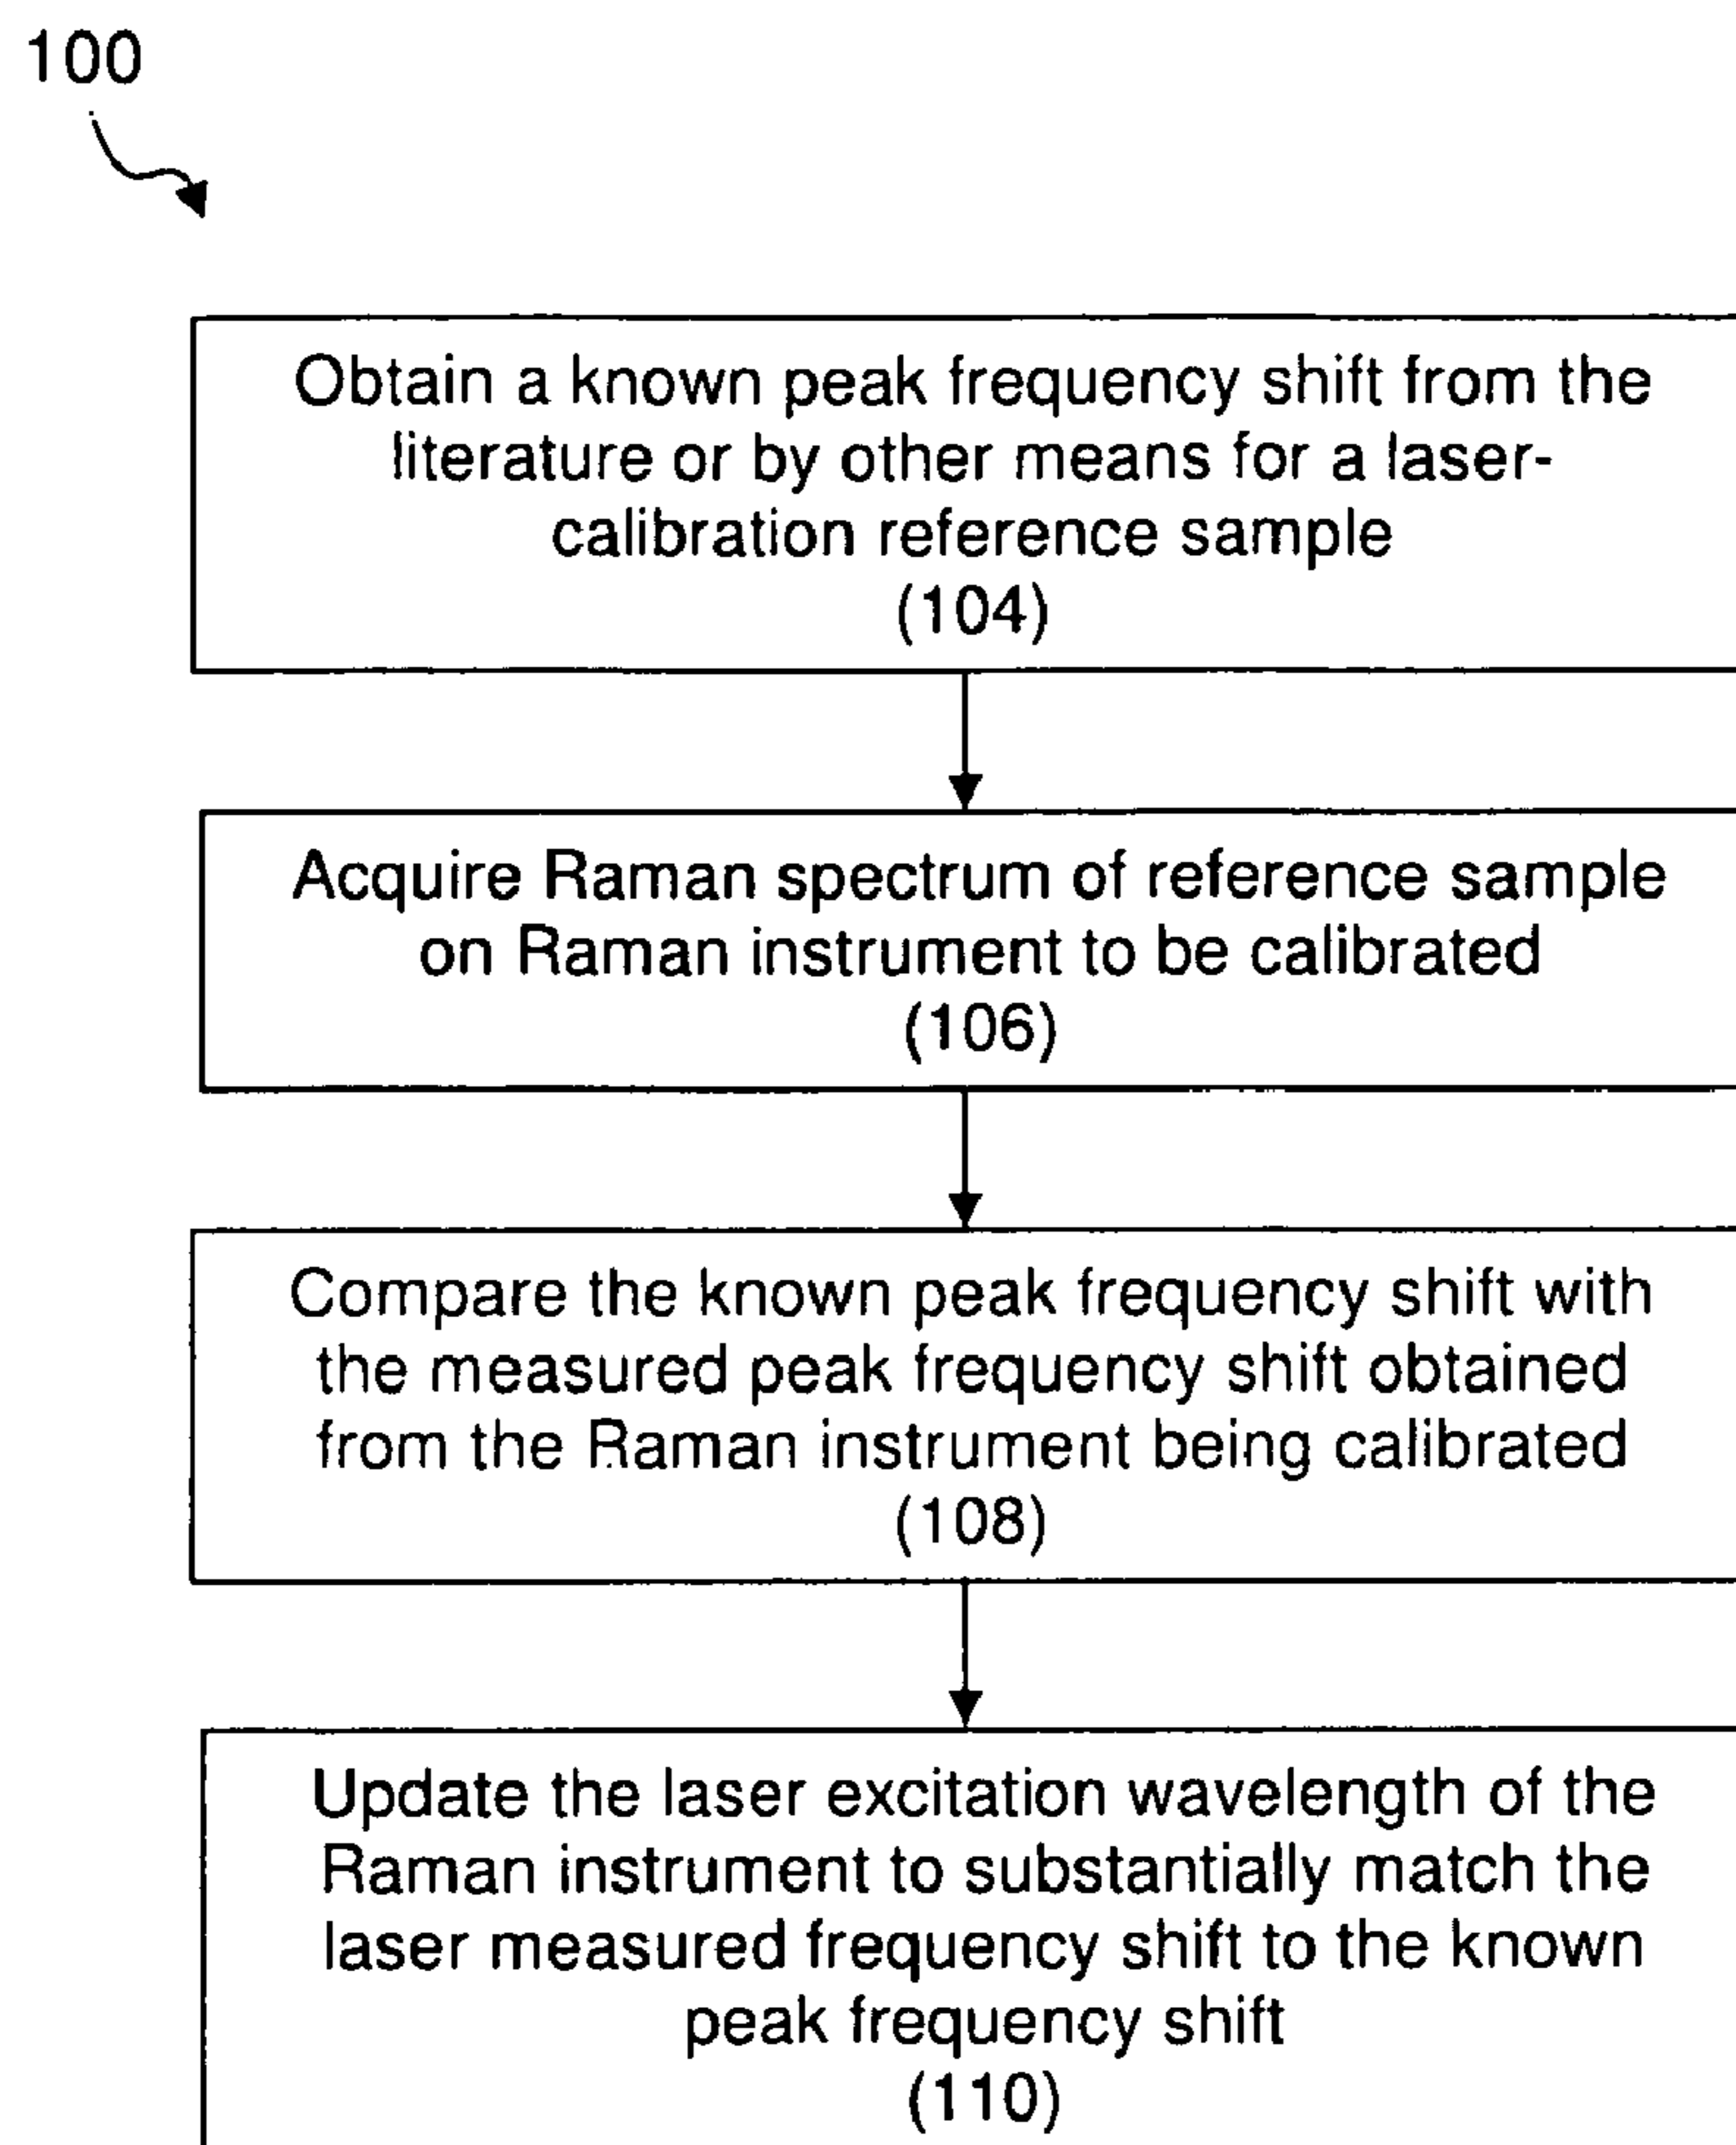 100
Obtain a known peak frequency shift from the
literature or by other means for a laser-
calibration reference sample
(104)
Acquire Raman spectrum of reference sample
on Raman instrument to be calibrated
(106)
Compare the known peak frequency shift with
the measured peak frequency shift obtained
from the Raman instrument being calibrated
(108)
Update the laser excitation wavelength of the
Raman instrument to substantially match the
laser measured frequency shift to the known
peak frequency shift
(110)